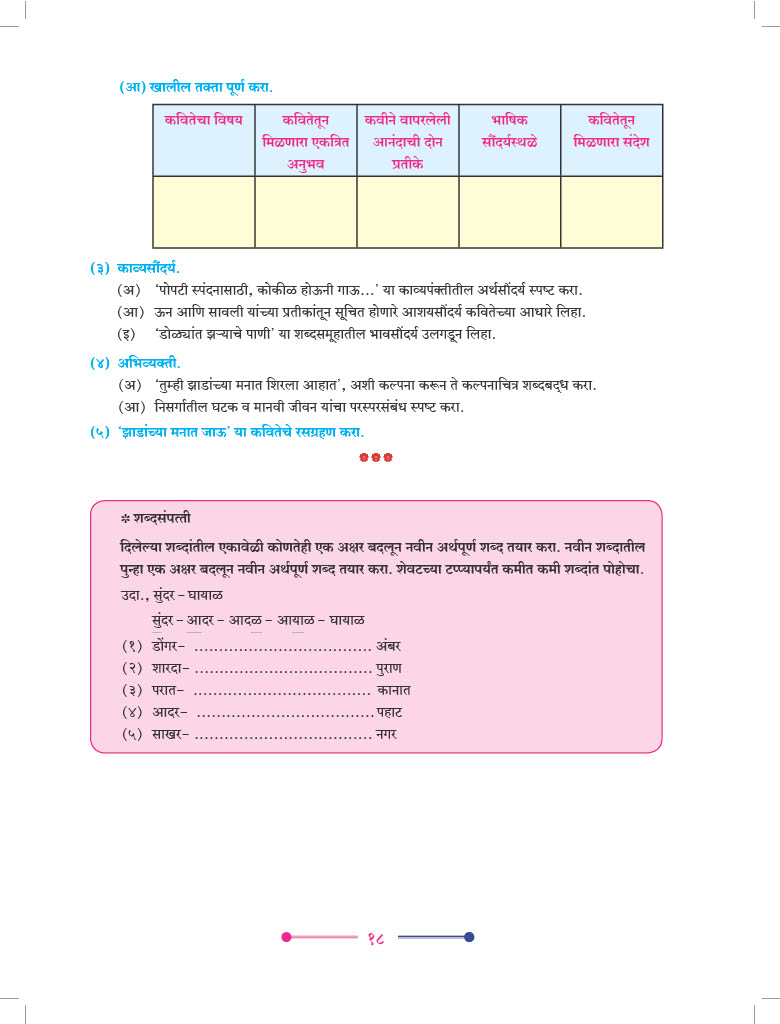 (आ) खालील तक्ता पूर्ण करा.
कवितेचा विषय
कवितेतून
मिळणारा एकत्रित
अनुभव
कवीने वापरलेली
आनंदाची दोन
प्रतीके
भाषिक
सौंदर्यस्थळे
कवितेतून
मिळणारा संदेश
(३) काव्यसौंदर्य.
(अ) ‘पोपटी स्पंदनासाठी, कोकीळ होऊनी गाऊ...’ या काव्यपंक्तीतील अर्थसौंदर्य स्पष्ट करा.
(आ) ऊन आणि सावली यांच्या प्रतीकांतून सूचित होणारे आशयसौंदर्य कवितेच्या आधारे लिहा.
(इ) ‘डोळ्यांत झऱ्याचे पाणी’ या शब्दसमूहातील भावसौंदर्य उलगडून लिहा.
(४) अभिव्यक्ती.
(अ) ‘तुम्ही झाडांच्या मनात शिरला आहात’, अशी कल्पना करून ते कल्पनाचित्र शब्दबद्ध करा.
(आ) निसर्गातील घटक व मानवी जीवन यांचा परस्परसंबंध स्पष्ट करा.
(५) ‘झाडांच्या मनात जाऊ’ या कवितेचे रसग्रहण करा.
✽ शब्दसंपत्ती
दिलेल्या शब्दांतील एकावेळी कोणतेही एक अक्षर बदलून नवीन अर्थपूर्ण शब्द तयार करा. नवीन शब्दातील
पुन्हा एक अक्षर बदलून नवीन अर्थपूर्ण शब्द तयार करा. शेवटच्या टप्प्यापर्यंत कमीत कमी शब्दांत पोहोचा.
उदा., सुंदर – घायाळ
सुंदर – आदर – आदळ – आयाळ – घायाळ
(१) डोंगर– .................................... अंबर
(२) शारदा– .................................... पुराण
(३) परात– .................................... कानात
(४) आदर– .................................... पहाट
(५) साखर– .................................... नगर
१८